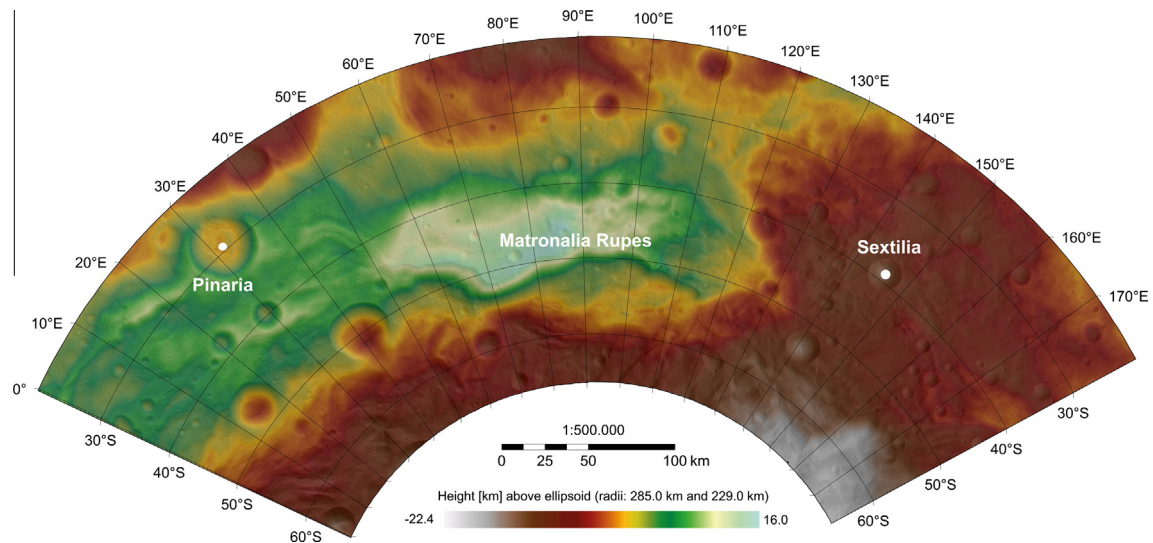 90°E
80°E
100°E
70°E
110°E
60°E
120°E
50°E
130°E
40°E
140°E
30°E
150°E
20°E
160°E
10°E
170°E
0°
Matronalia Rupes
Sextilia
Pinaria
30°S
40°S
50°S
60°S
30°S
40°S
50°S
60°S
1:500.000
0 25 50 100 km
Height [km] above ellipsoid (radii: 285.0 km and 229.0 km)
-22.4 16.0